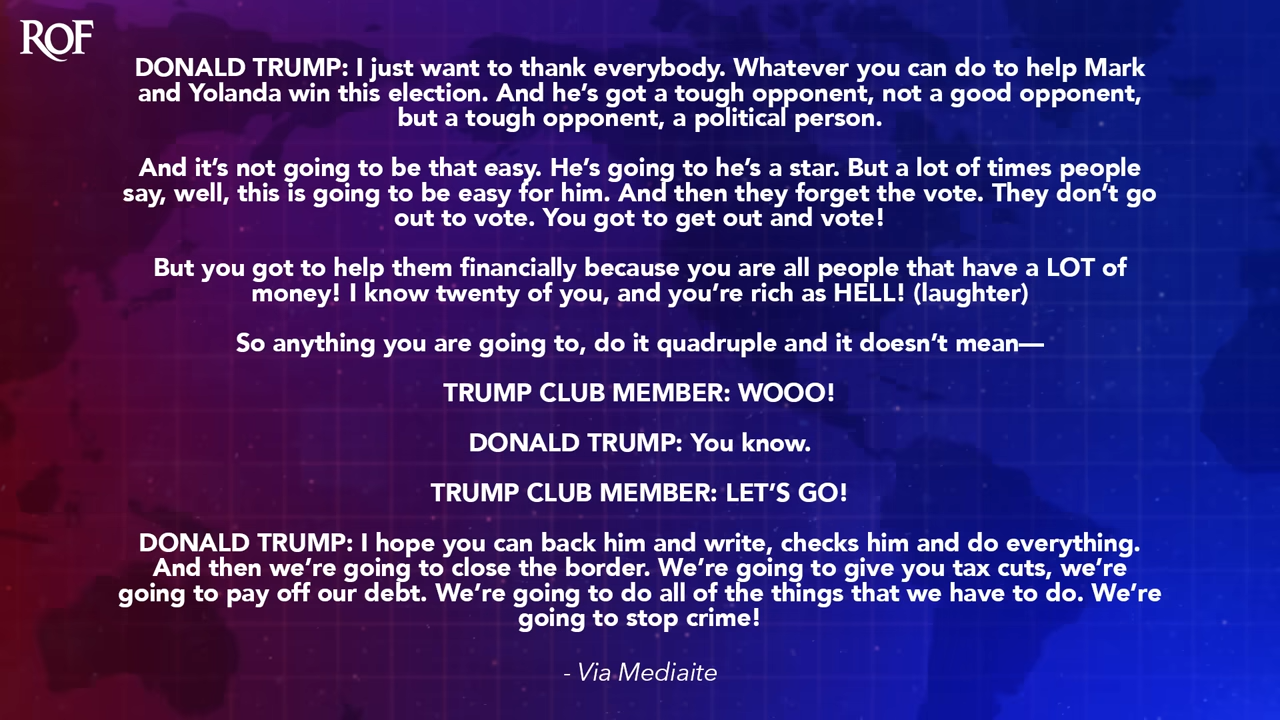 ROF
DONALD TRUMP: I just want to thank everybody. Whatever you can do to help Mark
and Yolanda win this election. And he’s got a tough opponent, not a good opponent,
but a tough opponent, a political person.
And it’s not going to be that easy. He’s going to he’s a star. But a lot of times people
say, well, this is going to be easy for him. And then they forget the vote. They don’t go
out to vote. You got to get out and vote!
But you got to help them financially because you are all people that have a LOT of
money! I know twenty of you, and you’re rich as HELL! (laughter)
So anything you are going to, do it quadruple and it doesn’t mean—
TRUMP CLUB MEMBER: WOOO!
DONALD TRUMP: You know.
TRUMP CLUB MEMBER: LET’S GO!
DONALD TRUMP: I hope you can back him and write, checks him and do everything.
And then we’re going to close the border. We’re going to give you tax cuts, we’re
going to pay off our debt. We’re going to do all of the things that we have to do. We’re
going to stop crime!
- Via Mediaite